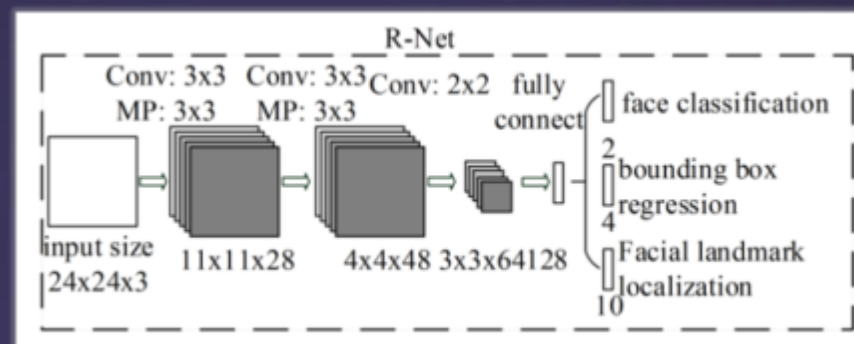 R-Net
Conv: 3x3
MP: 3x3
Conv: 3x3
MP: 3x3
Conv: 2x2
fully
connect
input size
24x24x3
11x11x28
4x4x48
3x3x64
128
face classification
2
bounding box
regression
4
Facial landmark
localization
10